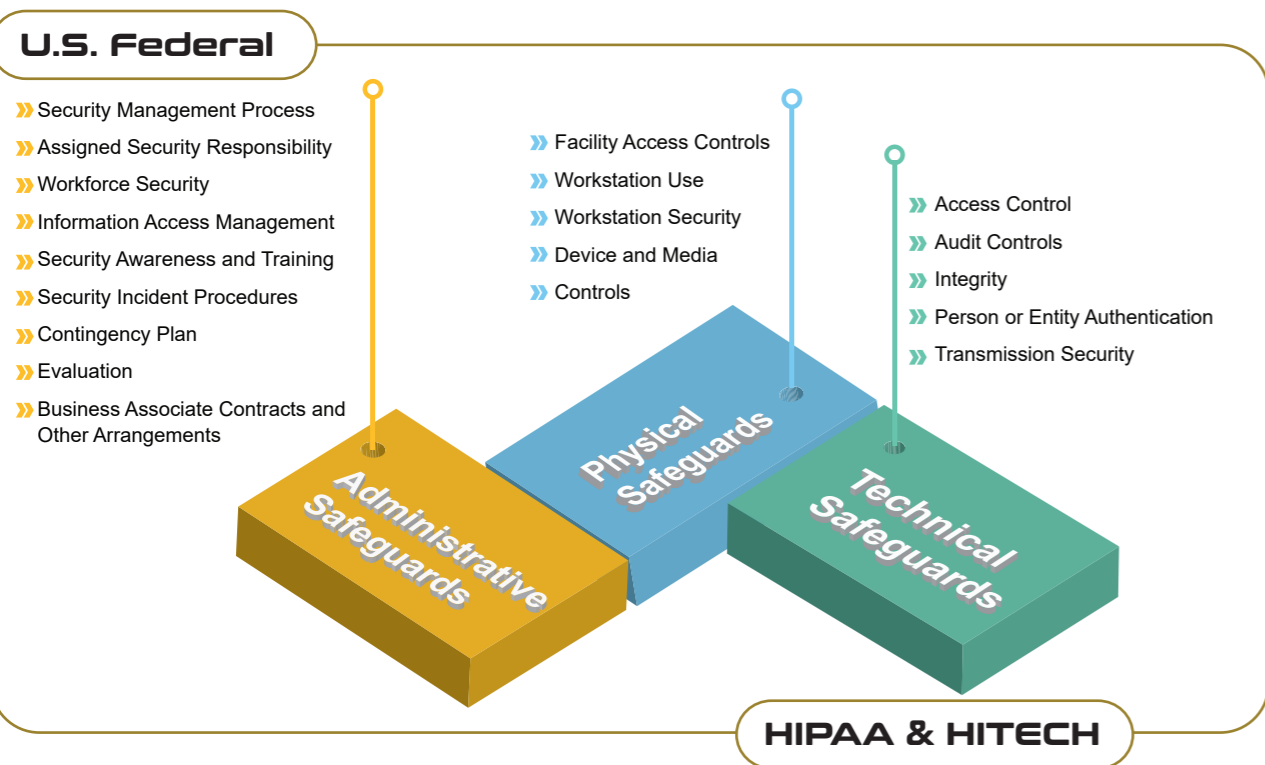 U.S. Federal
Security Management Process
Assigned Security Responsibility
Workforce Security
Information Access Management
Security Awareness and Training
Security Incident Procedures
Contingency Plan
Evaluation
Business Associate Contracts and
Other Arrangements
Facility Access Controls
Workstation Use
Workstation Security
Device and Media
Controls
Access Control
Audit Controls
Integrity
Person or Entity Authentication
Transmission Security
Administrative
Safeguards
Physical
Safeguards
Technical
Safeguards
HIPAA & HITECH